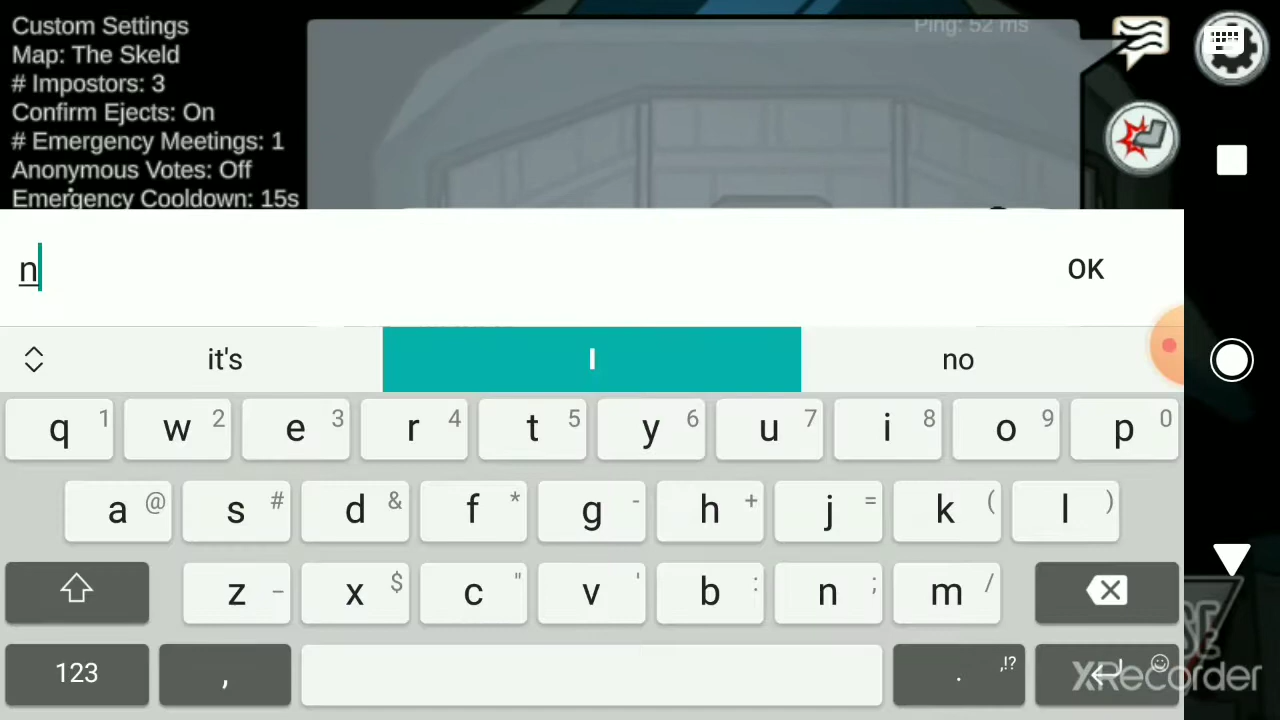 Custom Settings
Map: The Skeld
# Impostors: 3
Confirm Ejects: On
# Emergency Meetings: 1
Anonymous Votes: Off
Emergency Cooldown: 15s
Ping: 52 ms
n
OK
it's I no
q 1 w 2 e 3 r 4 t 5 y 6 u 7 i 8 o 9 p 0
a @ s # d & f * g - h + j = k ( l )
z _ x $ c " v ' b : n ; m /
123 , . ,!?
XRecorder